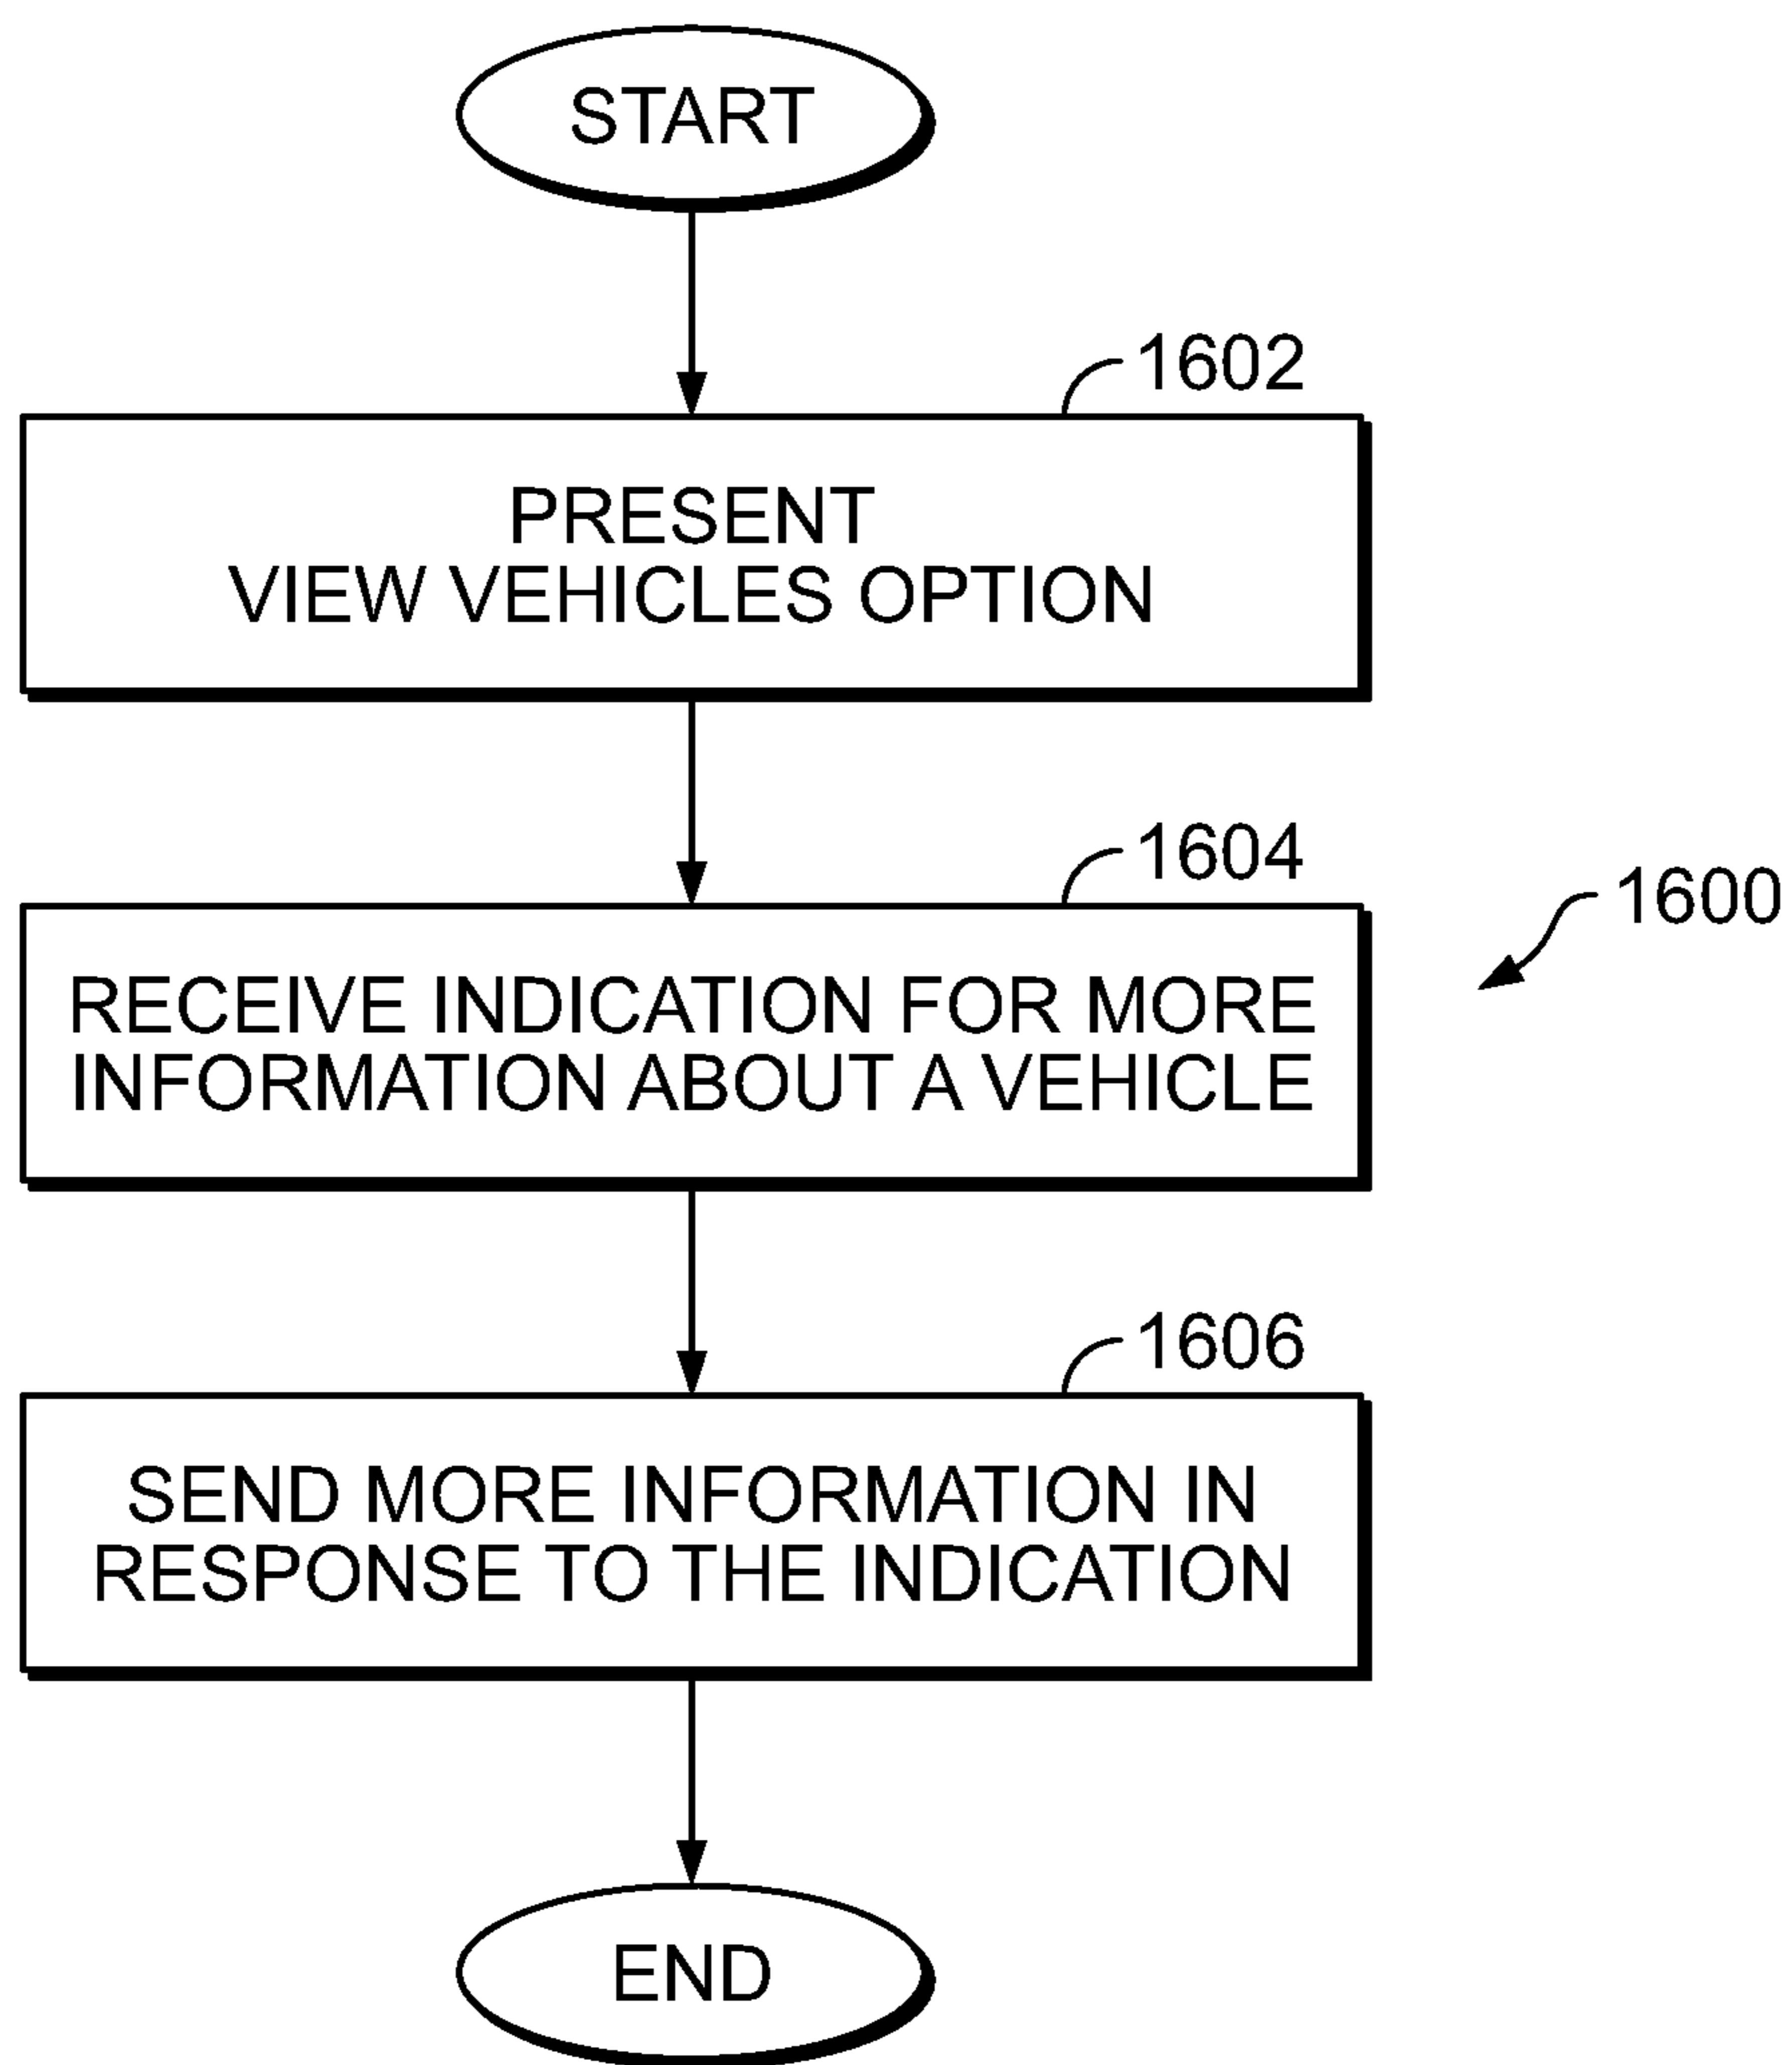 START
1602
PRESENT
VIEW VEHICLES OPTION
1604
1600
RECEIVE INDICATION FOR MORE
INFORMATION ABOUT A VEHICLE
1606
SEND MORE INFORMATION IN
RESPONSE TO THE INDICATION
END